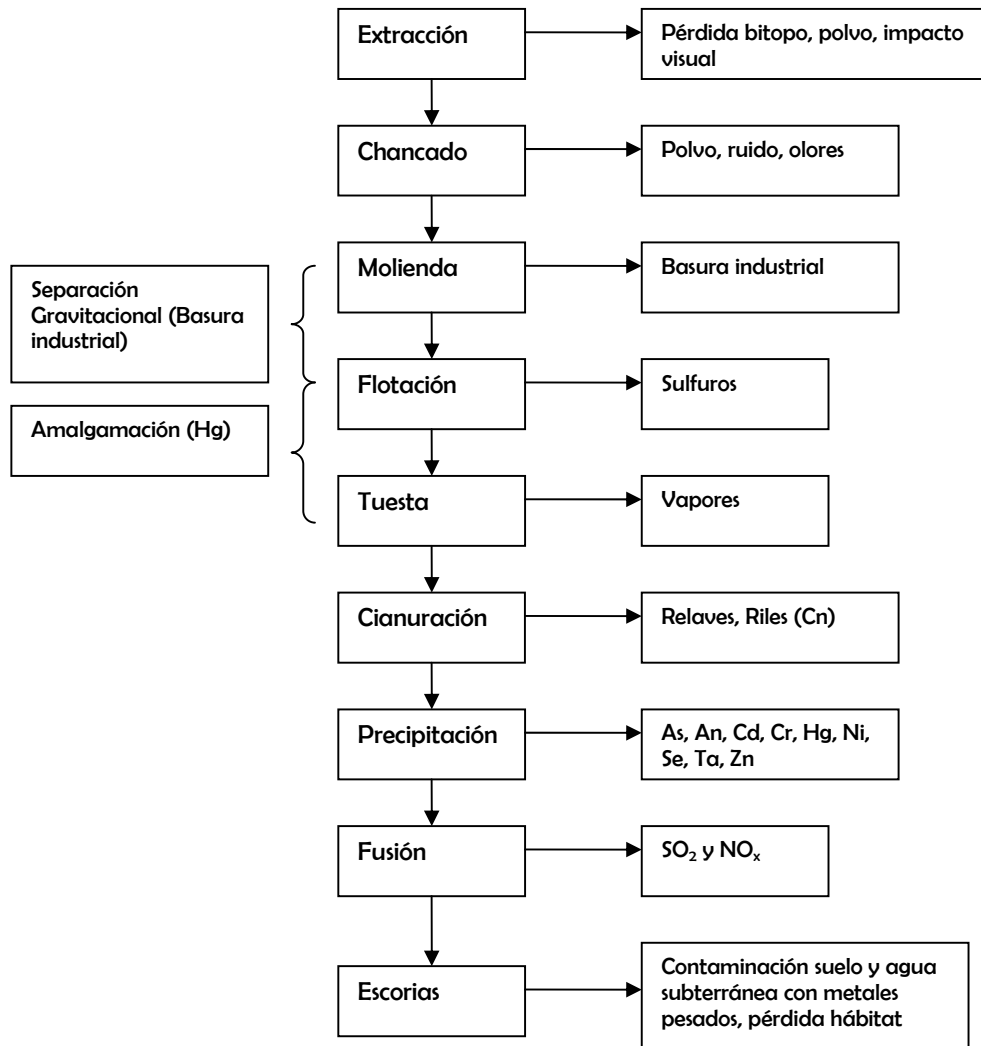 Extracción
Pérdida bitopo, polvo, impacto
visual
Chancado
Polvo, ruido, olores
Molienda
Basura industrial
Separación
Gravitacional (Basura
industrial)
Flotación
Sulfuros
Amalgamación (Hg)
Tuesta
Vapores
Cianuración
Relaves, Riles (Cn)
Precipitación
As, An, Cd, Cr, Hg, Ni,
Se, Ta, Zn
Fusión
SO₂ y NOₓ
Escorias
Contaminación suelo y agua
subterránea con metales
pesados, pérdida hábitat